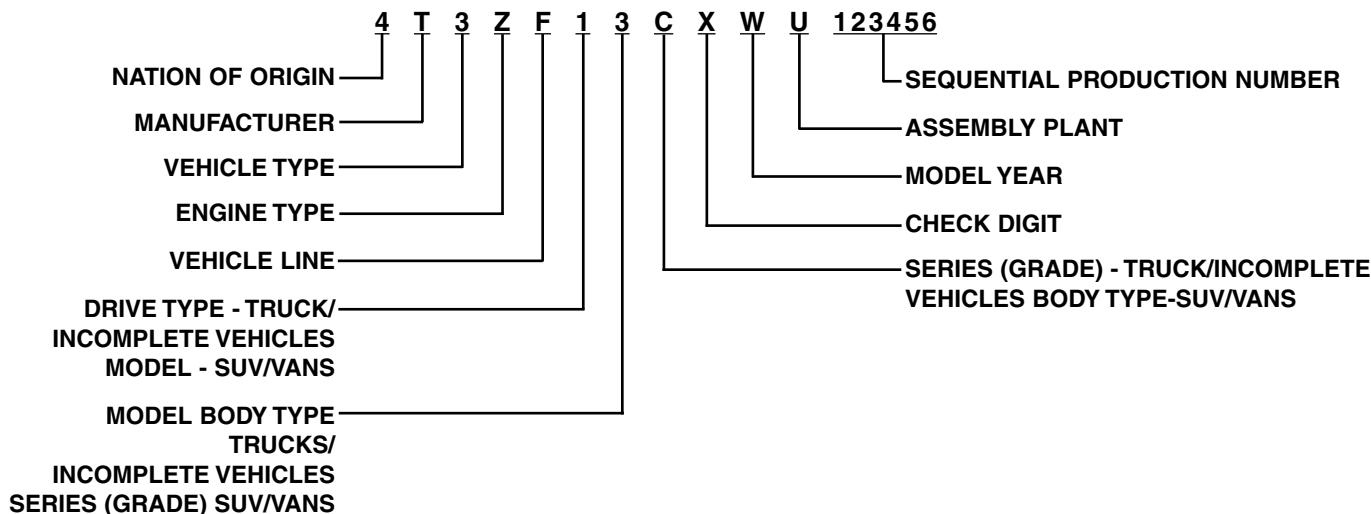 4 T 3 Z F 1 3 C X W U 123456
NATION OF ORIGIN
MANUFACTURER
VEHICLE TYPE
ENGINE TYPE
VEHICLE LINE
DRIVE TYPE - TRUCK/
INCOMPLETE VEHICLES
MODEL - SUV/VANS
MODEL BODY TYPE
TRUCKS/
INCOMPLETE VEHICLES
SERIES (GRADE) SUV/VANS
SEQUENTIAL PRODUCTION NUMBER
ASSEMBLY PLANT
MODEL YEAR
CHECK DIGIT
SERIES (GRADE) - TRUCK/INCOMPLETE
VEHICLES BODY TYPE-SUV/VANS